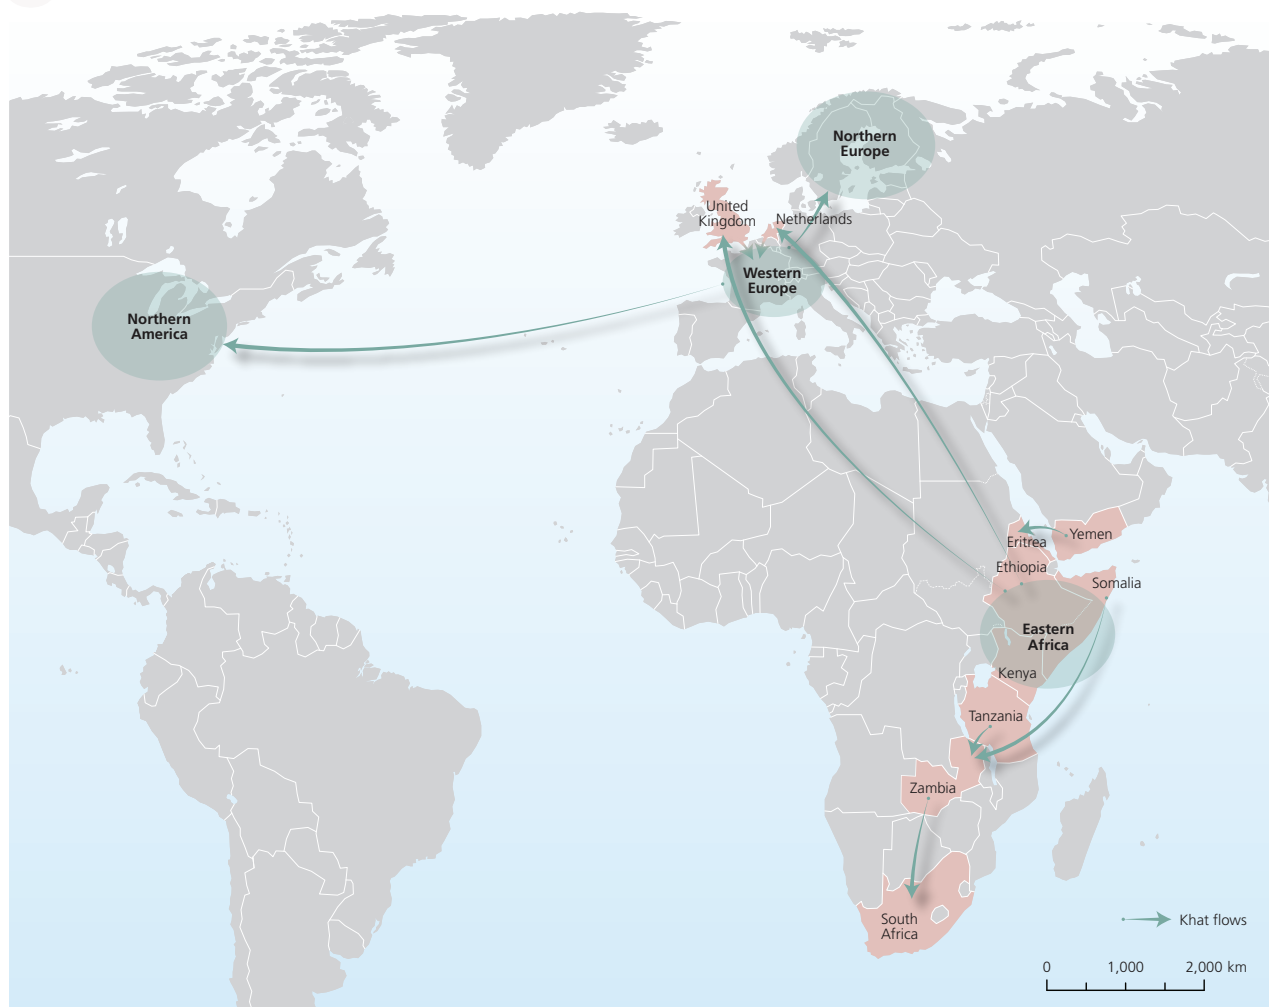 Northern
Europe
United
Kingdom
Netherlands
Western
Europe
Northern
America
Eritrea
Yemen
Ethiopia
Somalia
Eastern
Africa
Kenya
Tanzania
Zambia
South
Africa
Khat flows
0 1,000 2,000 km